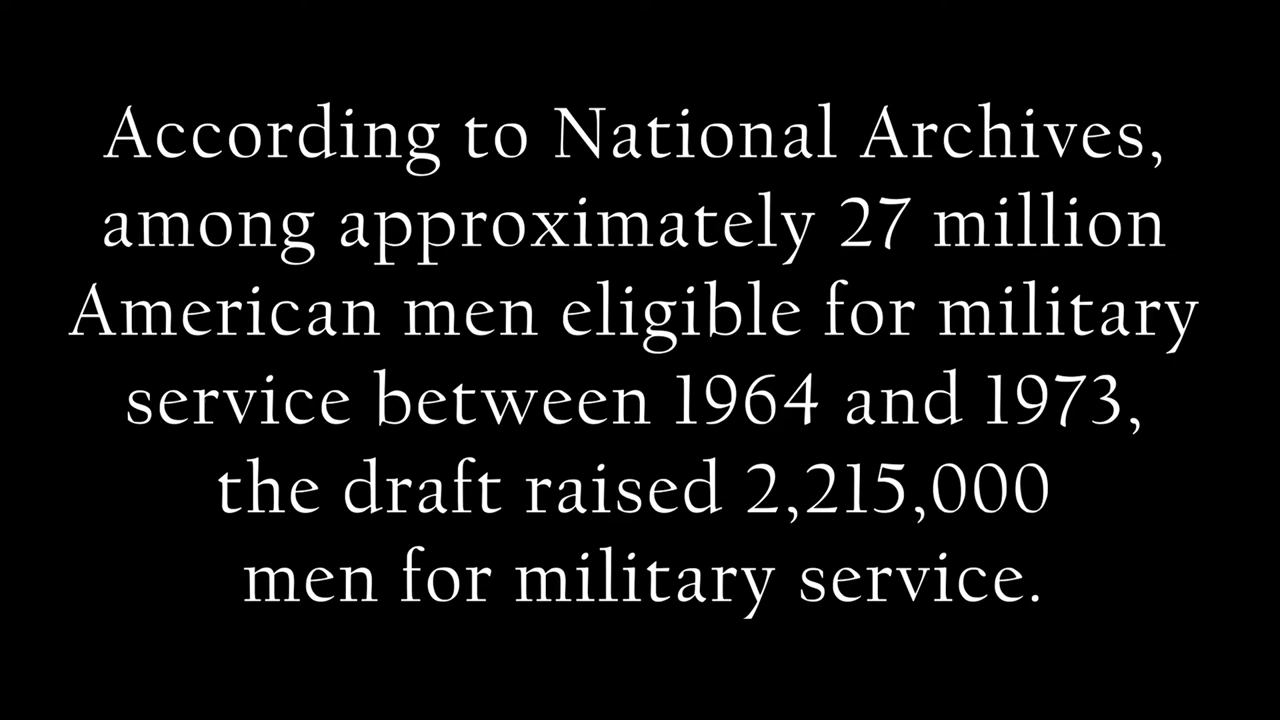 According to National Archives,
among approximately 27 million
American men eligible for military
service between 1964 and 1973,
the draft raised 2,215,000
men for military service.